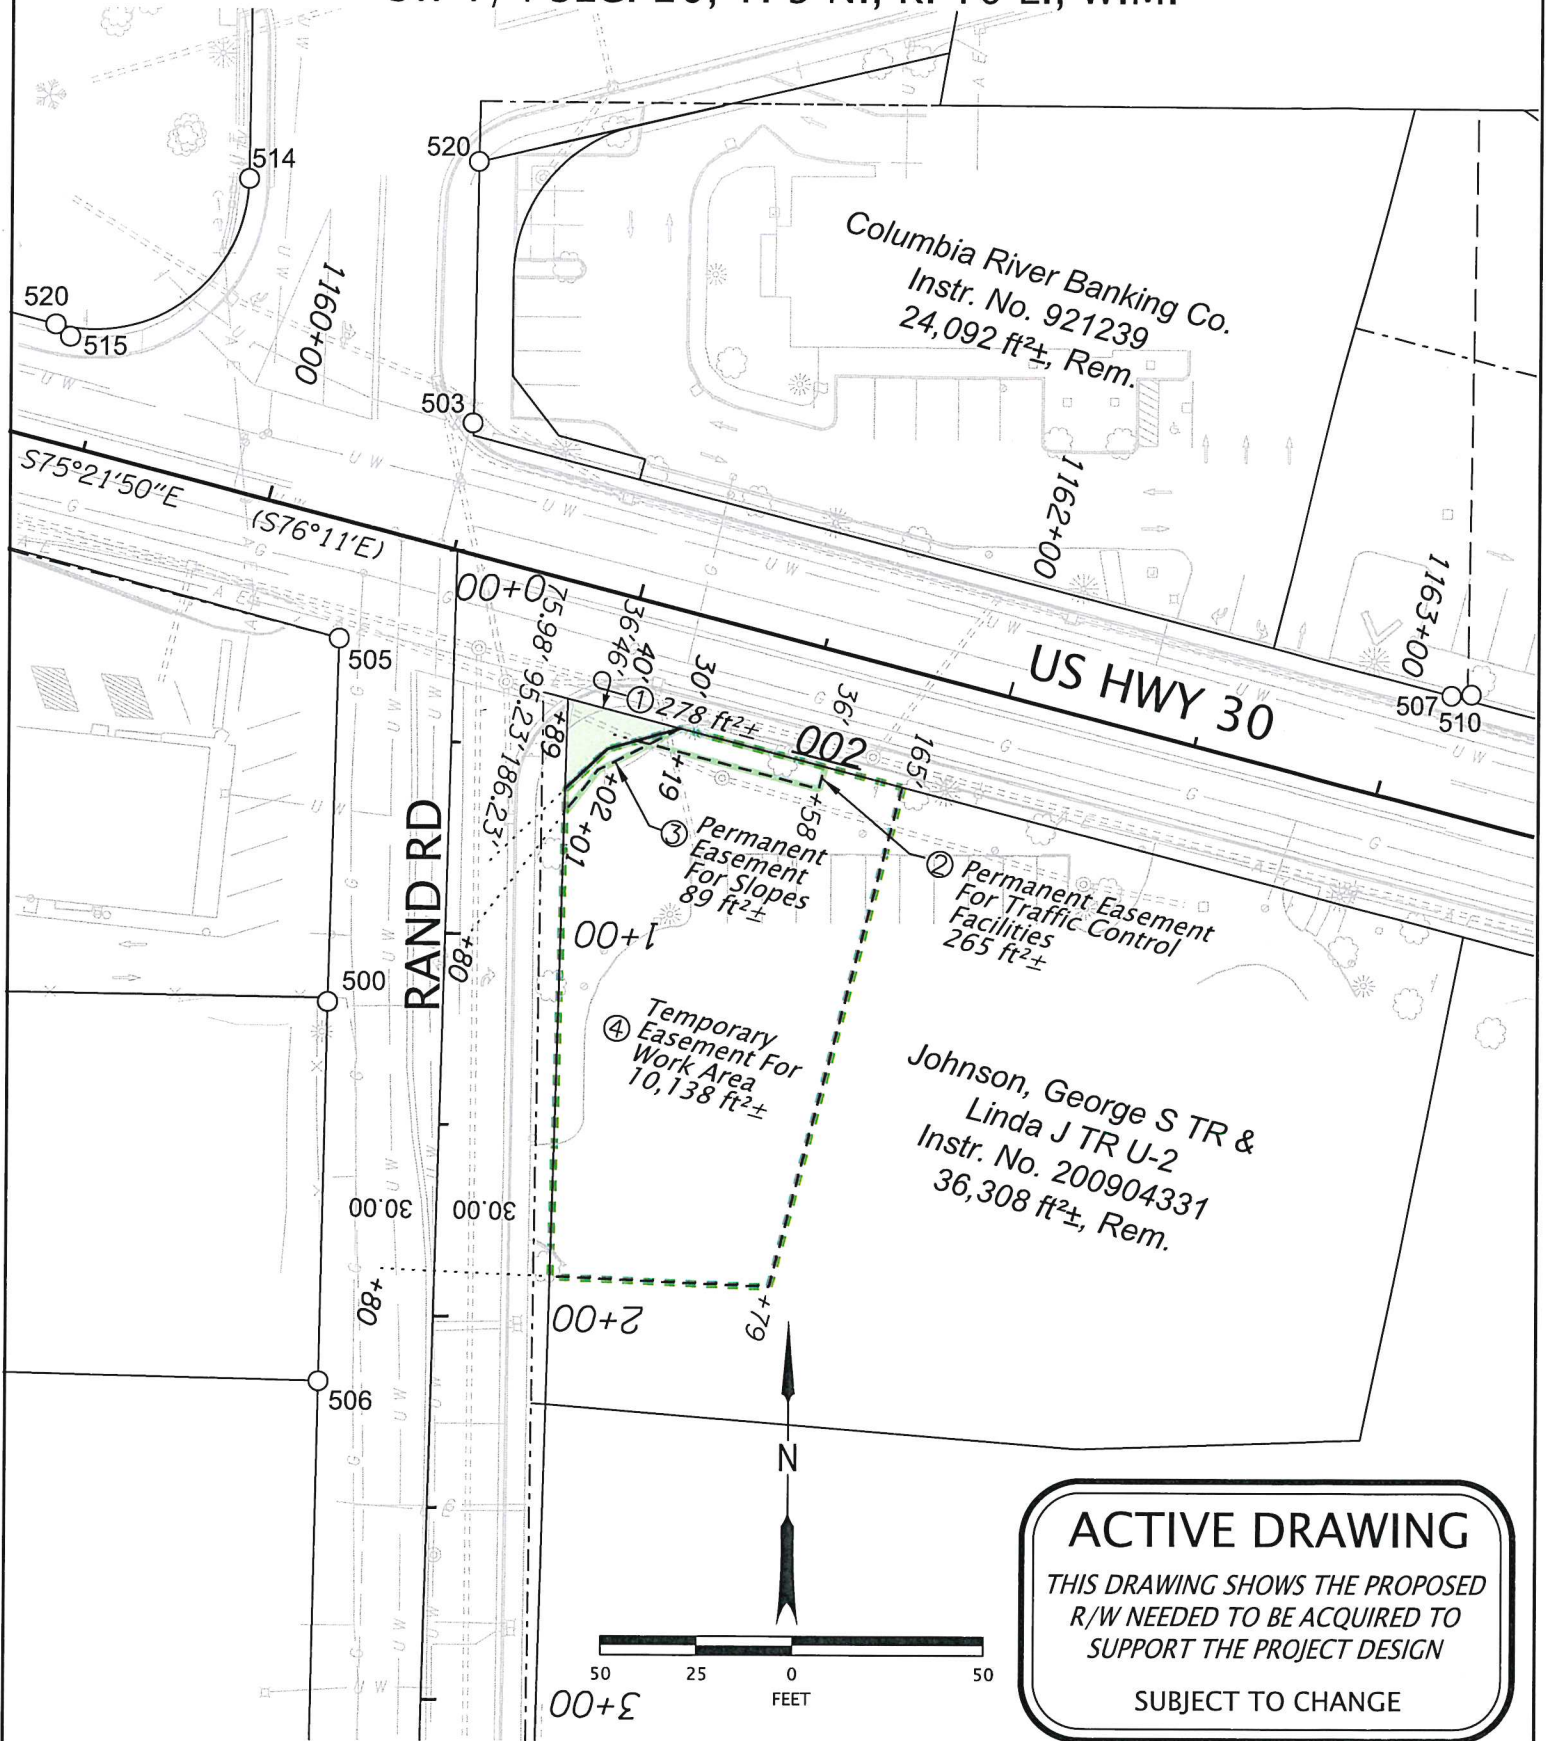 514
520
Columbia River Banking Co.
Instr. No. 921239
24,092 ft²±, Rem.
1160+00
520
515
503
S75°21'50"E
(S76°11'E)
1162+00
1163+00
0+00
75.98'
36'
46'
40'
30'
36'
165'
505
95.23'
186.23'
+89
① 278 ft²±
002
US HWY 30
507
510
+19
+02
+01
+58
③ Permanent
Easement
For Slopes
89 ft²±
② Permanent Easement
For Traffic Control
Facilities
265 ft²±
RAND RD
+80
1+00
500
④ Temporary
Easement For
Work Area
10,138 ft²±
Johnson, George S TR &
Linda J TR U-2
Instr. No. 200904331
36,308 ft²±, Rem.
30.00
30.00
+80
2+00
+79
506
N
50 25 0 50
FEET
3+00
ACTIVE DRAWING
THIS DRAWING SHOWS THE PROPOSED
R/W NEEDED TO BE ACQUIRED TO
SUPPORT THE PROJECT DESIGN
SUBJECT TO CHANGE